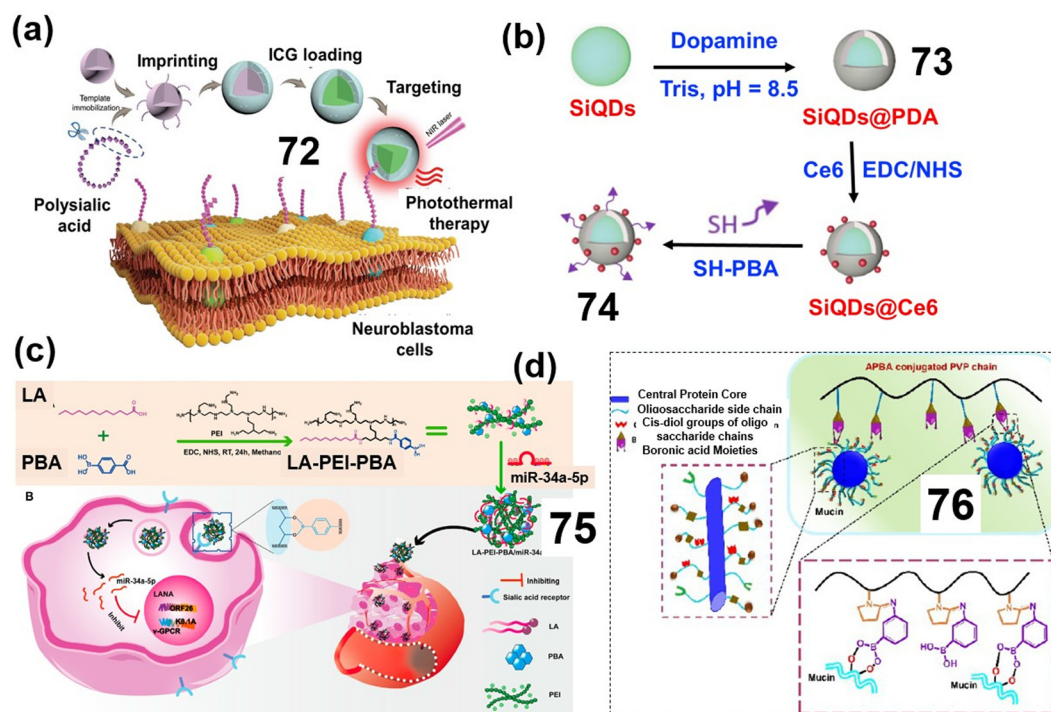 (a)
Imprinting
ICG loading
Template
immobilization
Targeting
NIR laser
72
Polysialic
acid
Photothermal
therapy
Neuroblastoma
cells
(b)
SiQDs
Dopamine
Tris, pH = 8.5
73
SiQDs@PDA
Ce6
EDC/NHS
SH
SH-PBA
74
SiQDs@Ce6
(c)
LA
OH
+
PBA
PEI
EDC, NHS, RT, 24h, Methanol
LA-PEI-PBA
miR-34a-5p
75
LA-PEI-PBA/miR-34a
B
miR-34a-5p
Inhibit
LANA
ORF26
K8.1A
v-GPCR
Inhibiting
Sialic acid receptor
LA
PBA
PEI
(d)
APBA conjugated PVP chain
Central Protein Core
Oligosaccharide side chain
Cis-diol groups of oligo
saccharide chains
Boronic acid Moieties
Mucin
76
Mucin
Mucin